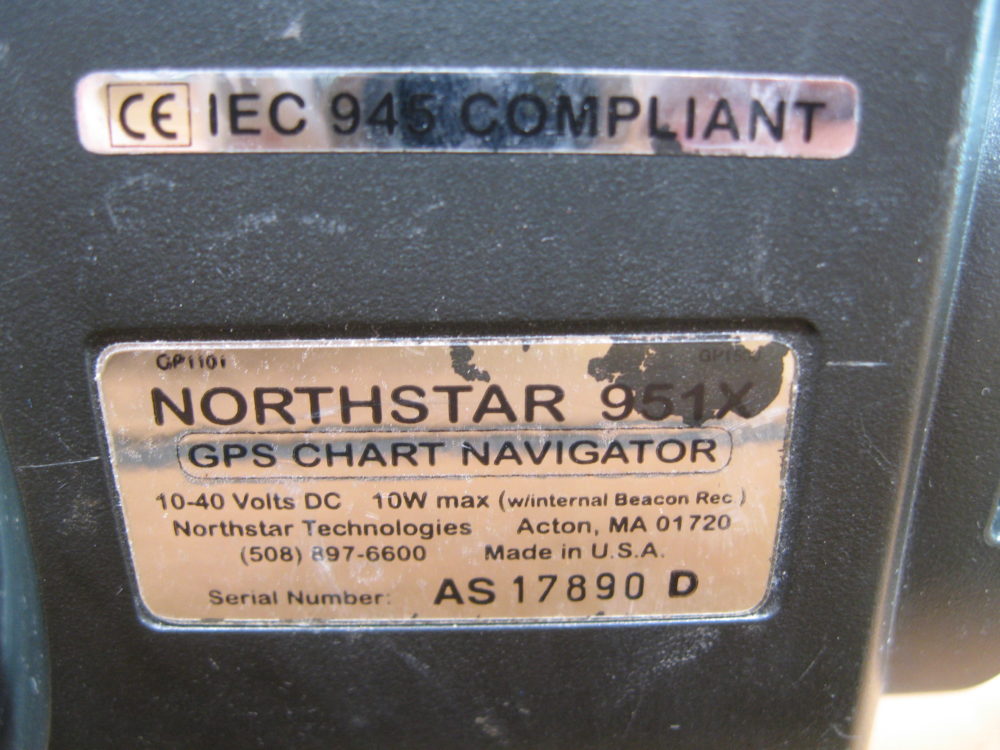 CE IEC 945 COMPLIANT
GP1101
NORTHSTAR 951X
GPS CHART NAVIGATOR
10-40 Volts DC 10W max (w/internal Beacon Rec)
Northstar Technologies Acton, MA 01720
(508) 897-6600 Made in U.S.A.
Serial Number: AS 17890 D